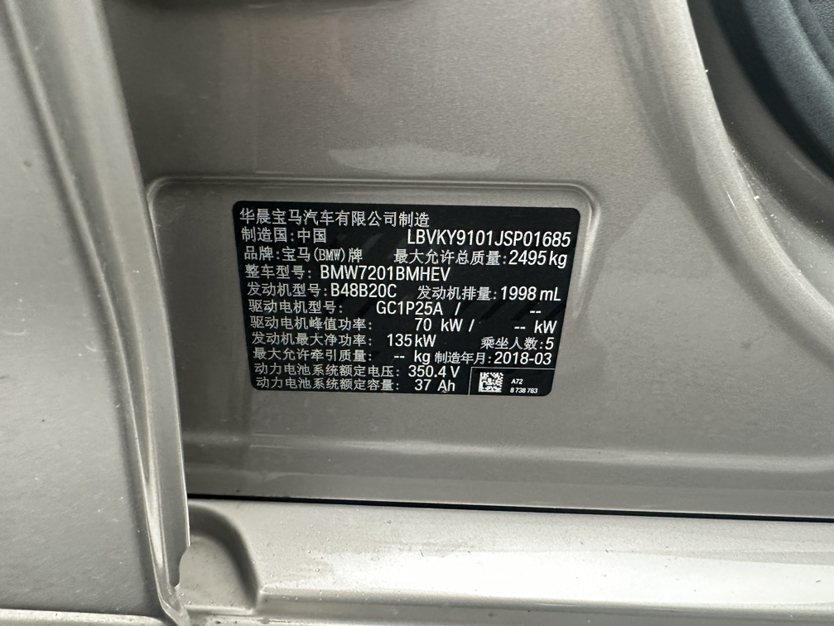 华晨宝马汽车有限公司制造
制造国:中国 LBVKY9101JSP01685
品牌:宝马(BMW)牌 最大允许总质量:2495kg
整车型号: BMW7201BMHEV
发动机型号:B48B20C 发动机排量:1998 mL
驱动电机型号: GC1P25A / --
驱动电机峰值功率: 70 kW / -- kW
发动机最大净功率: 135kW 乘坐人数:5
最大允许牵引质量: -- kg 制造年月:2018-03
动力电池系统额定电压: 350.4 V
动力电池系统额定容量: 37 Ah
A72
8 738 783